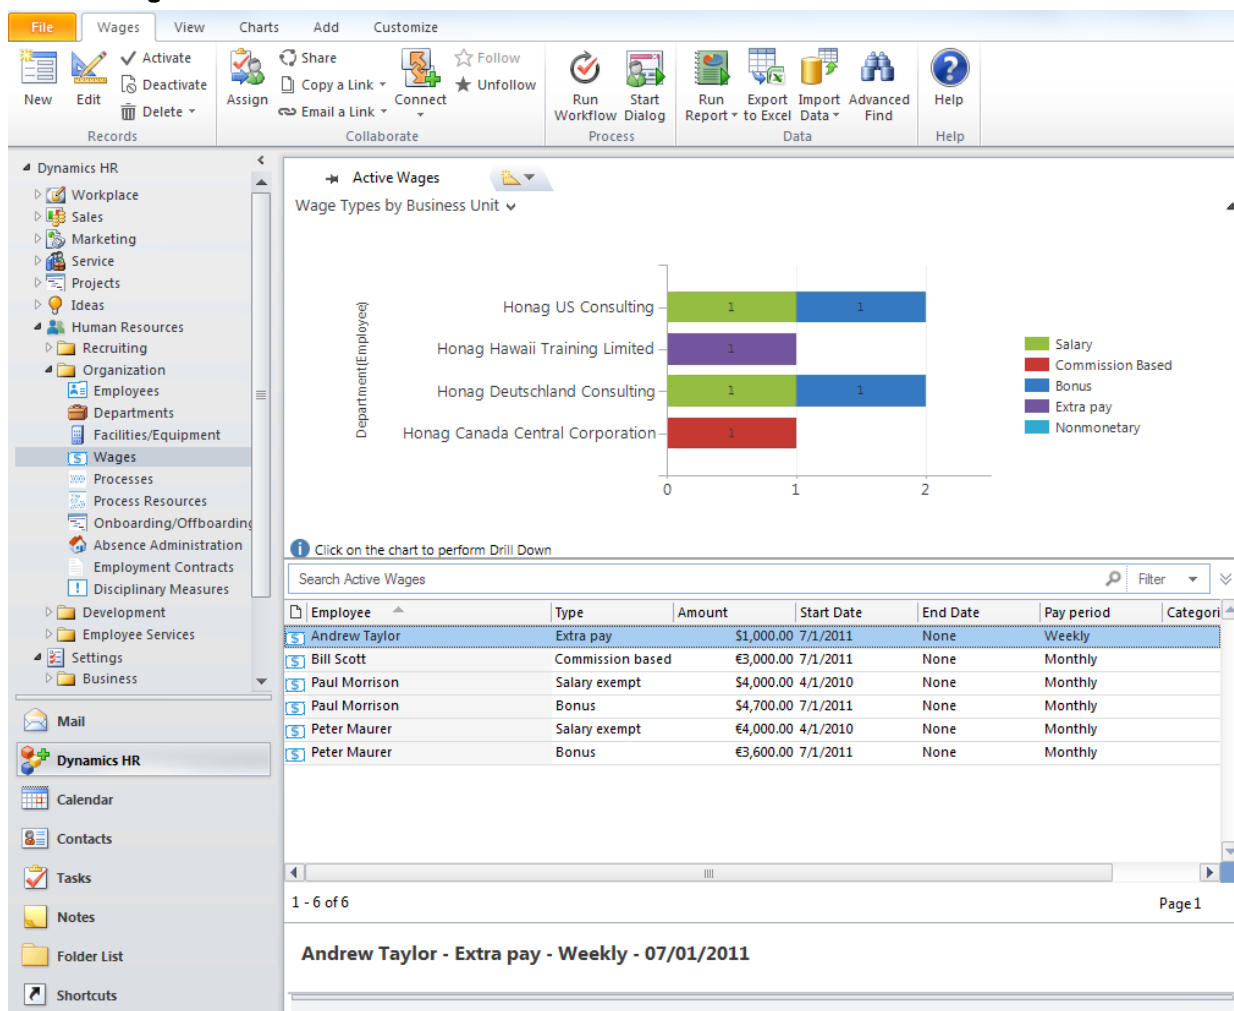 File Wages View Charts Add Customize
New Edit Activate Deactivate Delete Assign Share Copy a Link Email a Link Connect Follow Unfollow Run Workflow Start Dialog Run Report Export to Excel Import Data Advanced Find Help
Records Collaborate Process Data Help
Dynamics HR
Workplace
Sales
Marketing
Service
Projects
Ideas
Human Resources
Recruiting
Organization
Employees
Departments
Facilities/Equipment
Wages
Processes
Process Resources
Onboarding/Offboarding
Absence Administration
Employment Contracts
Disciplinary Measures
Development
Employee Services
Settings
Business
Mail
Dynamics HR
Calendar
Contacts
Tasks
Notes
Folder List
Shortcuts
Active Wages
Wage Types by Business Unit
Department(Employee)
Honag US Consulting 1 1
Honag Hawaii Training Limited 1
Honag Deutschland Consulting 1 1
Honag Canada Central Corporation 1
0 1 2
Salary
Commission Based
Bonus
Extra pay
Nonmonetary
Click on the chart to perform Drill Down
Search Active Wages Filter
Employee Type Amount Start Date End Date Pay period Categori
Andrew Taylor Extra pay $1,000.00 7/1/2011 None Weekly
Bill Scott Commission based €3,000.00 7/1/2011 None Monthly
Paul Morrison Salary exempt $4,000.00 4/1/2010 None Monthly
Paul Morrison Bonus $4,700.00 7/1/2011 None Monthly
Peter Maurer Salary exempt €4,000.00 4/1/2010 None Monthly
Peter Maurer Bonus €3,600.00 7/1/2011 None Monthly
1 - 6 of 6 Page 1
Andrew Taylor - Extra pay - Weekly - 07/01/2011